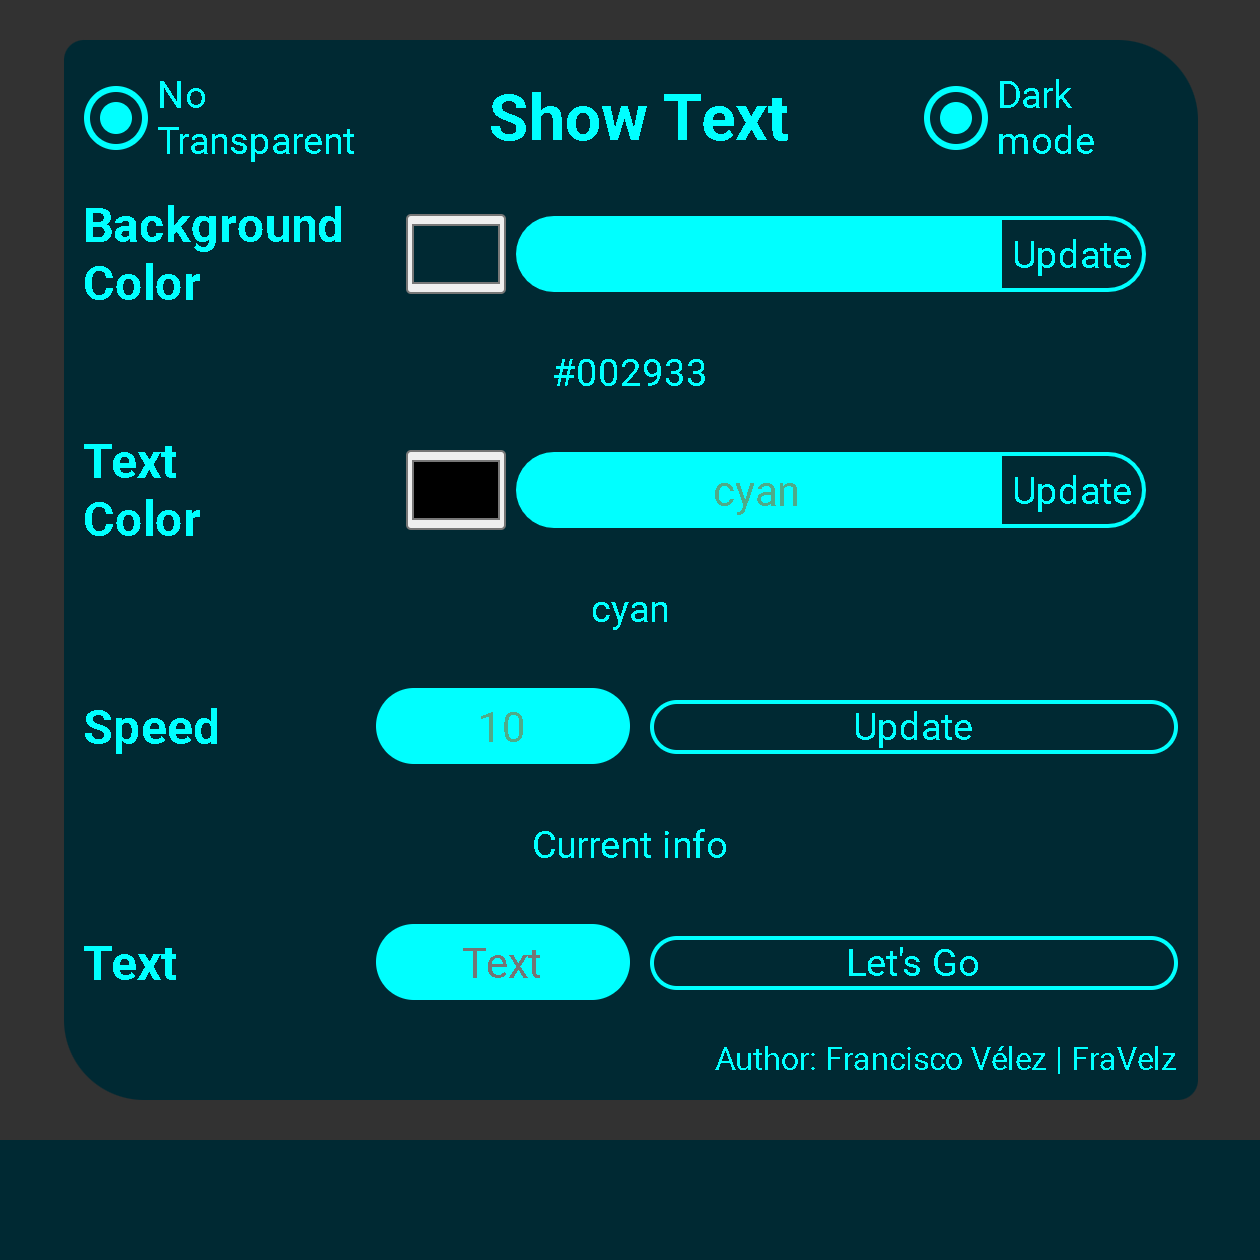 No
Transparent
Show Text
Dark
mode
Background
Color
Update
#002933
Text
Color
cyan
Update
cyan
Speed
10
Update
Current info
Text
Text
Let's Go
Author: Francisco Vélez | FraVelz